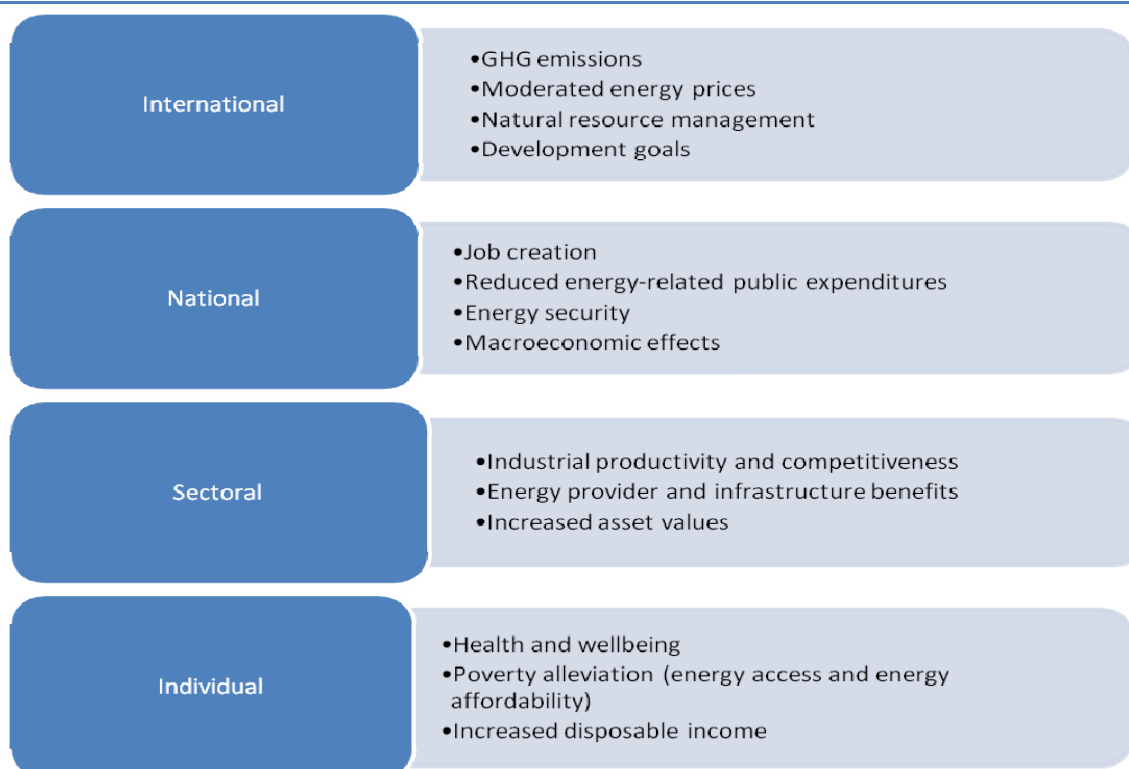 International
•GHG emissions
•Moderated energy prices
•Natural resource management
•Development goals
National
•Job creation
•Reduced energy-related public expenditures
•Energy security
•Macroeconomic effects
Sectoral
•Industrial productivity and competitiveness
•Energy provider and infrastructure benefits
•Increased asset values
Individual
•Health and wellbeing
•Poverty alleviation (energy access and energy
affordability)
•Increased disposable income